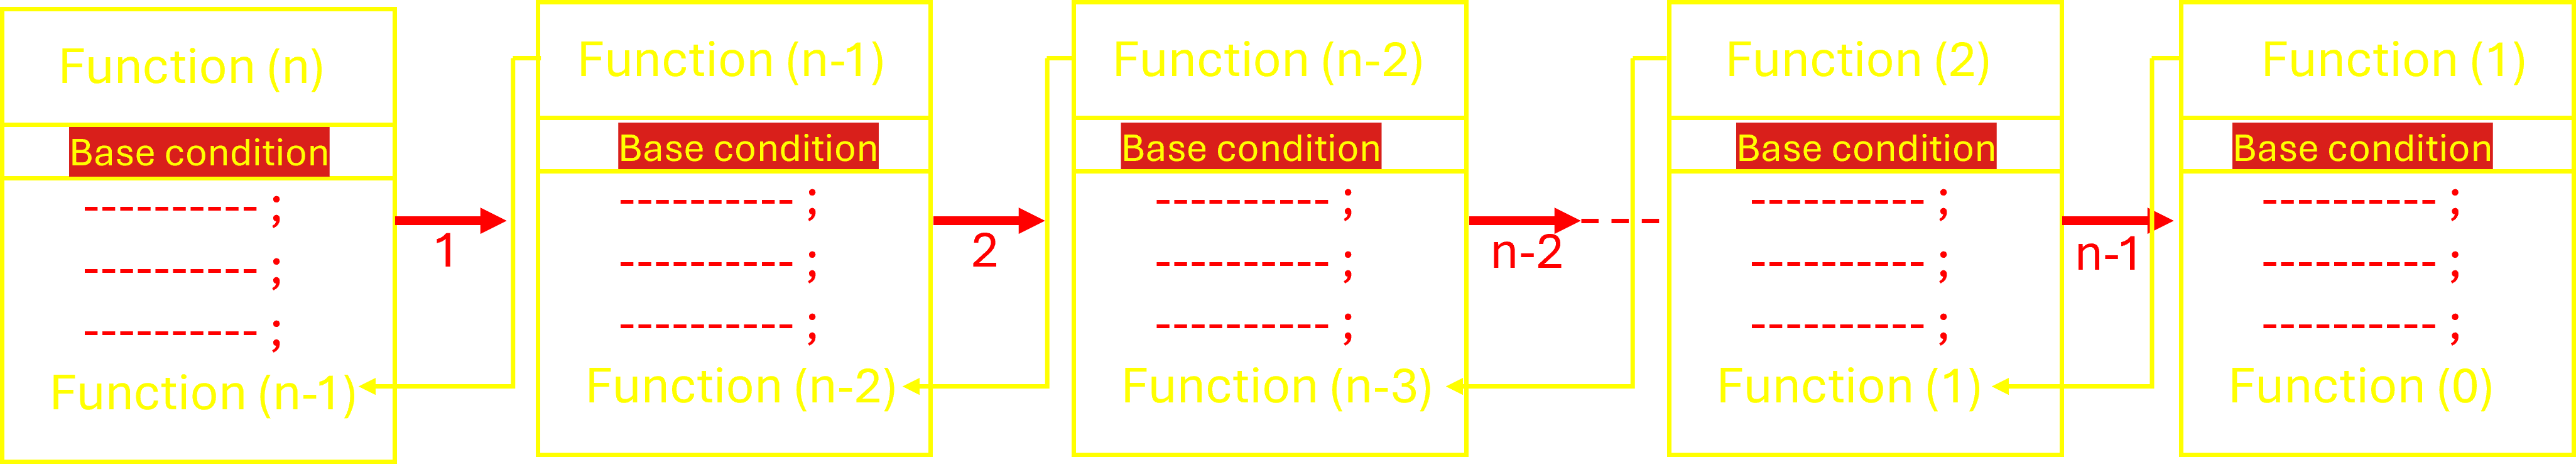 Function (n)
Base condition
---------- ;
---------- ;
---------- ;
Function (n-1)
1
Function (n-1)
Base condition
---------- ;
---------- ;
---------- ;
Function (n-2)
2
Function (n-2)
Base condition
---------- ;
---------- ;
---------- ;
Function (n-3)
n-2
Function (2)
Base condition
---------- ;
---------- ;
---------- ;
Function (1)
n-1
Function (1)
Base condition
---------- ;
---------- ;
---------- ;
Function (0)